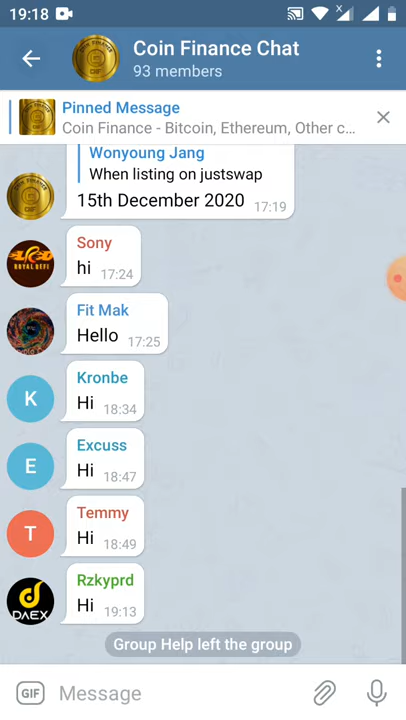 19:18
Coin Finance Chat
93 members
Pinned Message
Coin Finance - Bitcoin, Ethereum, Other c...
Wonyoung Jang
When listing on justswap
15th December 2020 17:19
Sony
hi 17:24
Fit Mak
Hello 17:25
K
Kronbe
Hi 18:34
E
Excuss
Hi 18:47
T
Temmy
Hi 18:49
Rzkyprd
Hi 19:13
DAEX
Group Help left the group
GIF Message